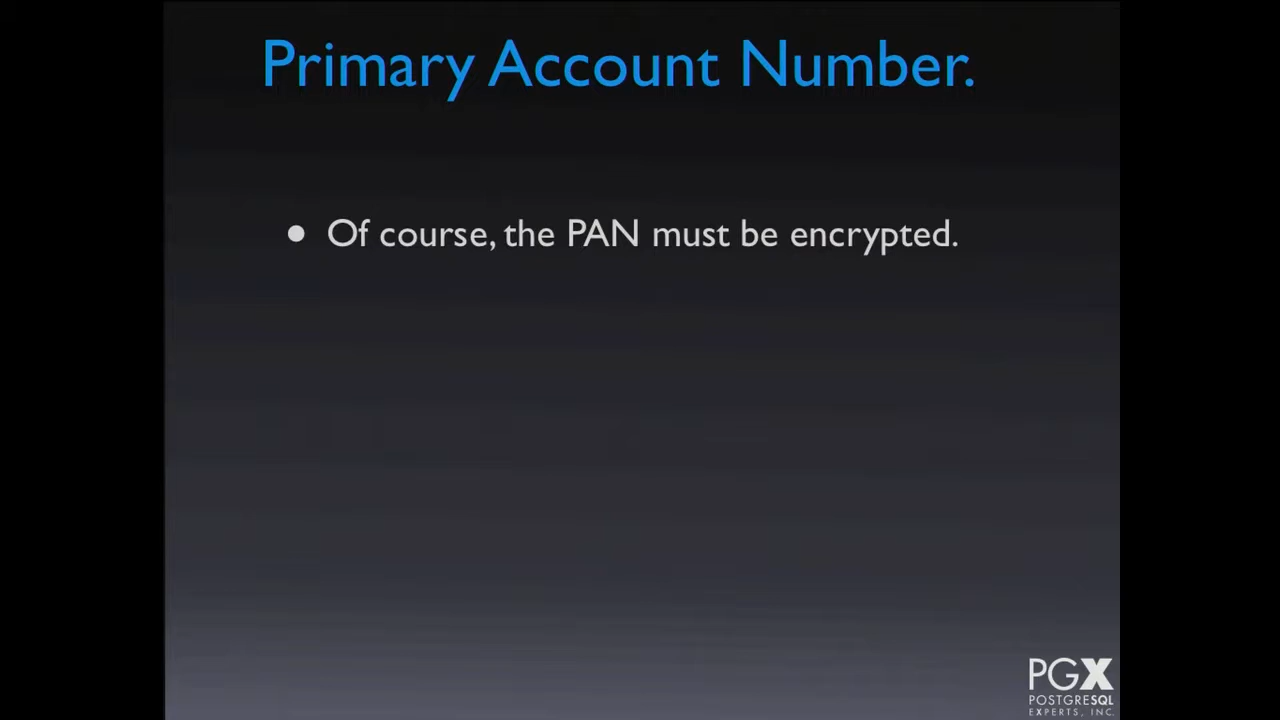 Primary Account Number.
• Of course, the PAN must be encrypted.
PGX
POSTGRESQL
EXPERTS, INC.